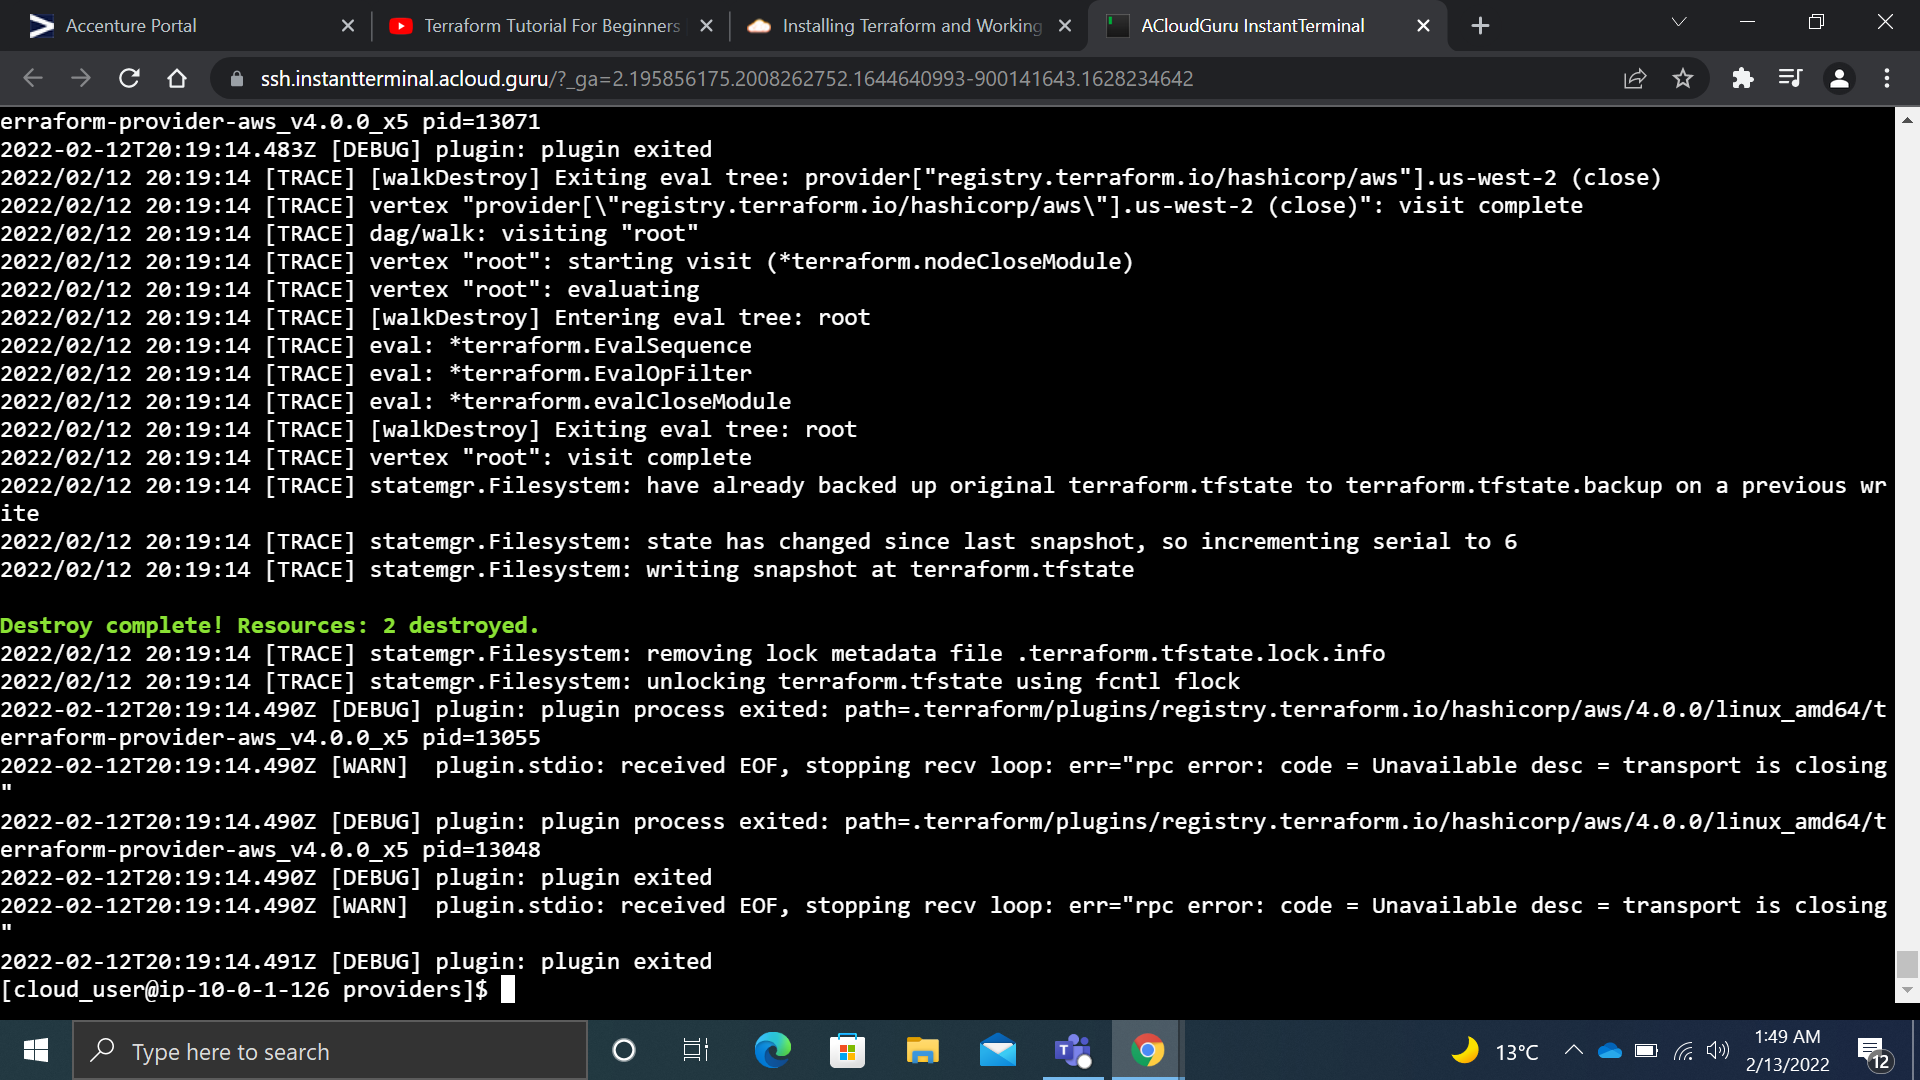 Accenture Portal
Terraform Tutorial For Beginners
Installing Terraform and Working
ACloudGuru InstantTerminal
ssh.instantterminal.acloud.guru/?_ga=2.195856175.2008262752.1644640993-900141643.1628234642
erraform-provider-aws_v4.0.0_x5 pid=13071
2022-02-12T20:19:14.483Z [DEBUG] plugin: plugin exited
2022/02/12 20:19:14 [TRACE] [walkDestroy] Exiting eval tree: provider["registry.terraform.io/hashicorp/aws"].us-west-2 (close)
2022/02/12 20:19:14 [TRACE] vertex "provider[\"registry.terraform.io/hashicorp/aws\"].us-west-2 (close)": visit complete
2022/02/12 20:19:14 [TRACE] dag/walk: visiting "root"
2022/02/12 20:19:14 [TRACE] vertex "root": starting visit (*terraform.nodeCloseModule)
2022/02/12 20:19:14 [TRACE] vertex "root": evaluating
2022/02/12 20:19:14 [TRACE] [walkDestroy] Entering eval tree: root
2022/02/12 20:19:14 [TRACE] eval: *terraform.EvalSequence
2022/02/12 20:19:14 [TRACE] eval: *terraform.EvalOpFilter
2022/02/12 20:19:14 [TRACE] eval: *terraform.evalCloseModule
2022/02/12 20:19:14 [TRACE] [walkDestroy] Exiting eval tree: root
2022/02/12 20:19:14 [TRACE] vertex "root": visit complete
2022/02/12 20:19:14 [TRACE] statemgr.Filesystem: have already backed up original terraform.tfstate to terraform.tfstate.backup on a previous wr
ite
2022/02/12 20:19:14 [TRACE] statemgr.Filesystem: state has changed since last snapshot, so incrementing serial to 6
2022/02/12 20:19:14 [TRACE] statemgr.Filesystem: writing snapshot at terraform.tfstate
Destroy complete! Resources: 2 destroyed.
2022/02/12 20:19:14 [TRACE] statemgr.Filesystem: removing lock metadata file .terraform.tfstate.lock.info
2022/02/12 20:19:14 [TRACE] statemgr.Filesystem: unlocking terraform.tfstate using fcntl flock
2022-02-12T20:19:14.490Z [DEBUG] plugin: plugin process exited: path=.terraform/plugins/registry.terraform.io/hashicorp/aws/4.0.0/linux_amd64/t
erraform-provider-aws_v4.0.0_x5 pid=13055
2022-02-12T20:19:14.490Z [WARN]  plugin.stdio: received EOF, stopping recv loop: err="rpc error: code = Unavailable desc = transport is closing
"
2022-02-12T20:19:14.490Z [DEBUG] plugin: plugin process exited: path=.terraform/plugins/registry.terraform.io/hashicorp/aws/4.0.0/linux_amd64/t
erraform-provider-aws_v4.0.0_x5 pid=13048
2022-02-12T20:19:14.490Z [DEBUG] plugin: plugin exited
2022-02-12T20:19:14.490Z [WARN]  plugin.stdio: received EOF, stopping recv loop: err="rpc error: code = Unavailable desc = transport is closing
"
2022-02-12T20:19:14.491Z [DEBUG] plugin: plugin exited
[cloud_user@ip-10-0-1-126 providers]$
Type here to search
13°C
1:49 AM
2/13/2022
12